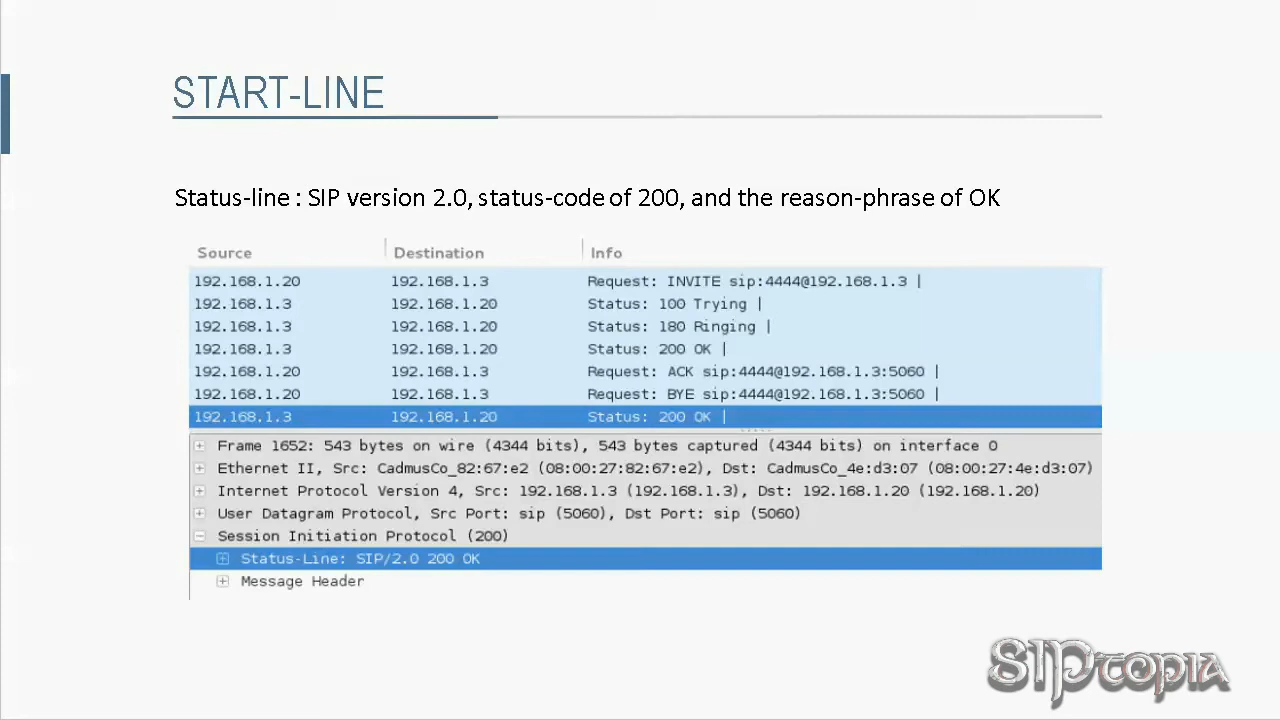 START-LINE
Status-line : SIP version 2.0, status-code of 200, and the reason-phrase of OK
Source Destination Info
192.168.1.20 192.168.1.3 Request: INVITE sip:4444@192.168.1.3 |
192.168.1.3 192.168.1.20 Status: 100 Trying |
192.168.1.3 192.168.1.20 Status: 180 Ringing |
192.168.1.3 192.168.1.20 Status: 200 OK |
192.168.1.20 192.168.1.3 Request: ACK sip:4444@192.168.1.3:5060 |
192.168.1.20 192.168.1.3 Request: BYE sip:4444@192.168.1.3:5060 |
192.168.1.3 192.168.1.20 Status: 200 OK |
Frame 1652: 543 bytes on wire (4344 bits), 543 bytes captured (4344 bits) on interface 0
Ethernet II, Src: CadmusCo_82:67:e2 (08:00:27:82:67:e2), Dst: CadmusCo_4e:d3:07 (08:00:27:4e:d3:07)
Internet Protocol Version 4, Src: 192.168.1.3 (192.168.1.3), Dst: 192.168.1.20 (192.168.1.20)
User Datagram Protocol, Src Port: sip (5060), Dst Port: sip (5060)
Session Initiation Protocol (200)
Status-Line: SIP/2.0 200 OK
Message Header
SIPtopia